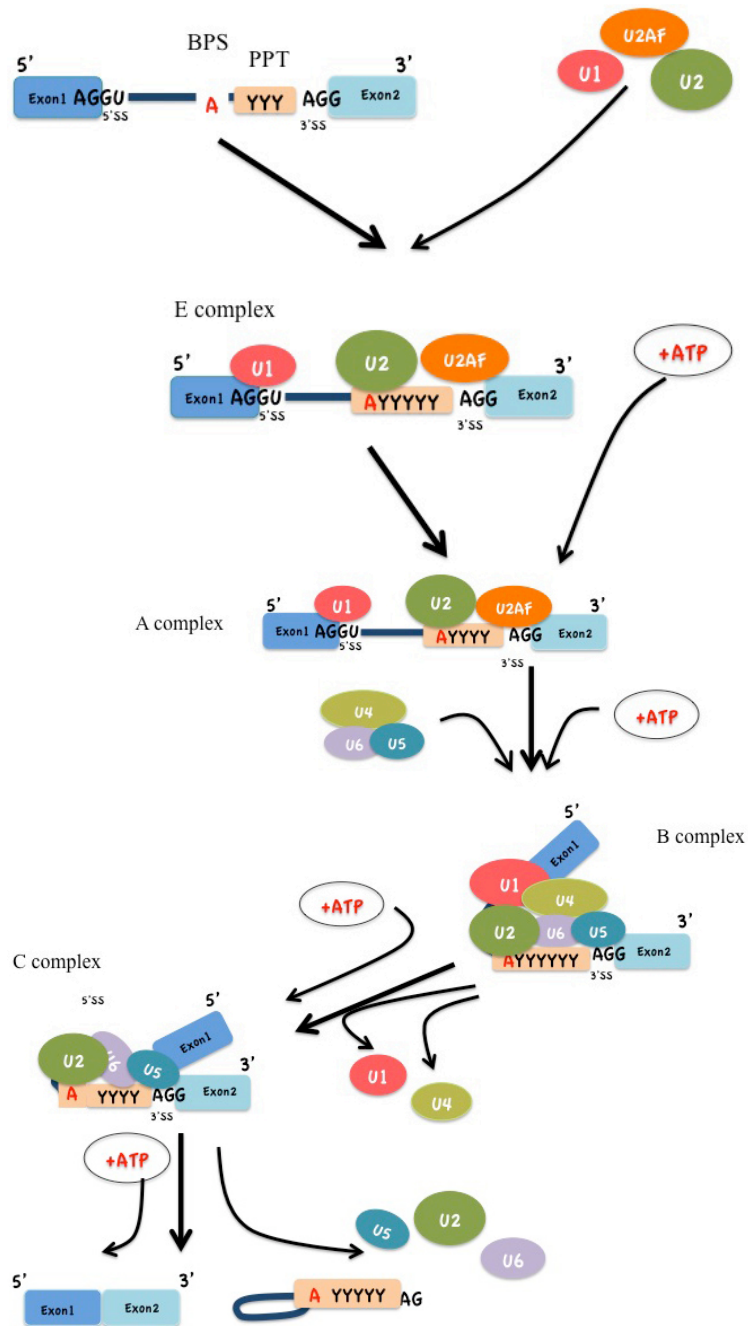 BPS
PPT
5'
3'
Exon1 AGGU
5'SS
A
YYY
AGG
3'SS
Exon2
U2AF
U1
U2
E complex
5'
3'
U1
U2
U2AF
Exon1 AGGU
5'SS
AYYYYY
AGG
3'SS
Exon2
+ATP
A complex
5'
3'
U1
U2
U2AF
Exon1 AGGU
5'SS
AYYYY
AGG
3'SS
Exon2
U4
U6
U5
+ATP
B complex
5'
Exon1
U1
U4
U2
U6
U5
3'
AYYYYYY
AGG
3'SS
Exon2
+ATP
C complex
5'SS
5'
Exon1
U2
U6
U5
3'
A
YYYY
AGG
3'SS
Exon2
U1
U4
+ATP
U5
U2
U6
5'
3'
Exon1
Exon2
A YYYYY AG